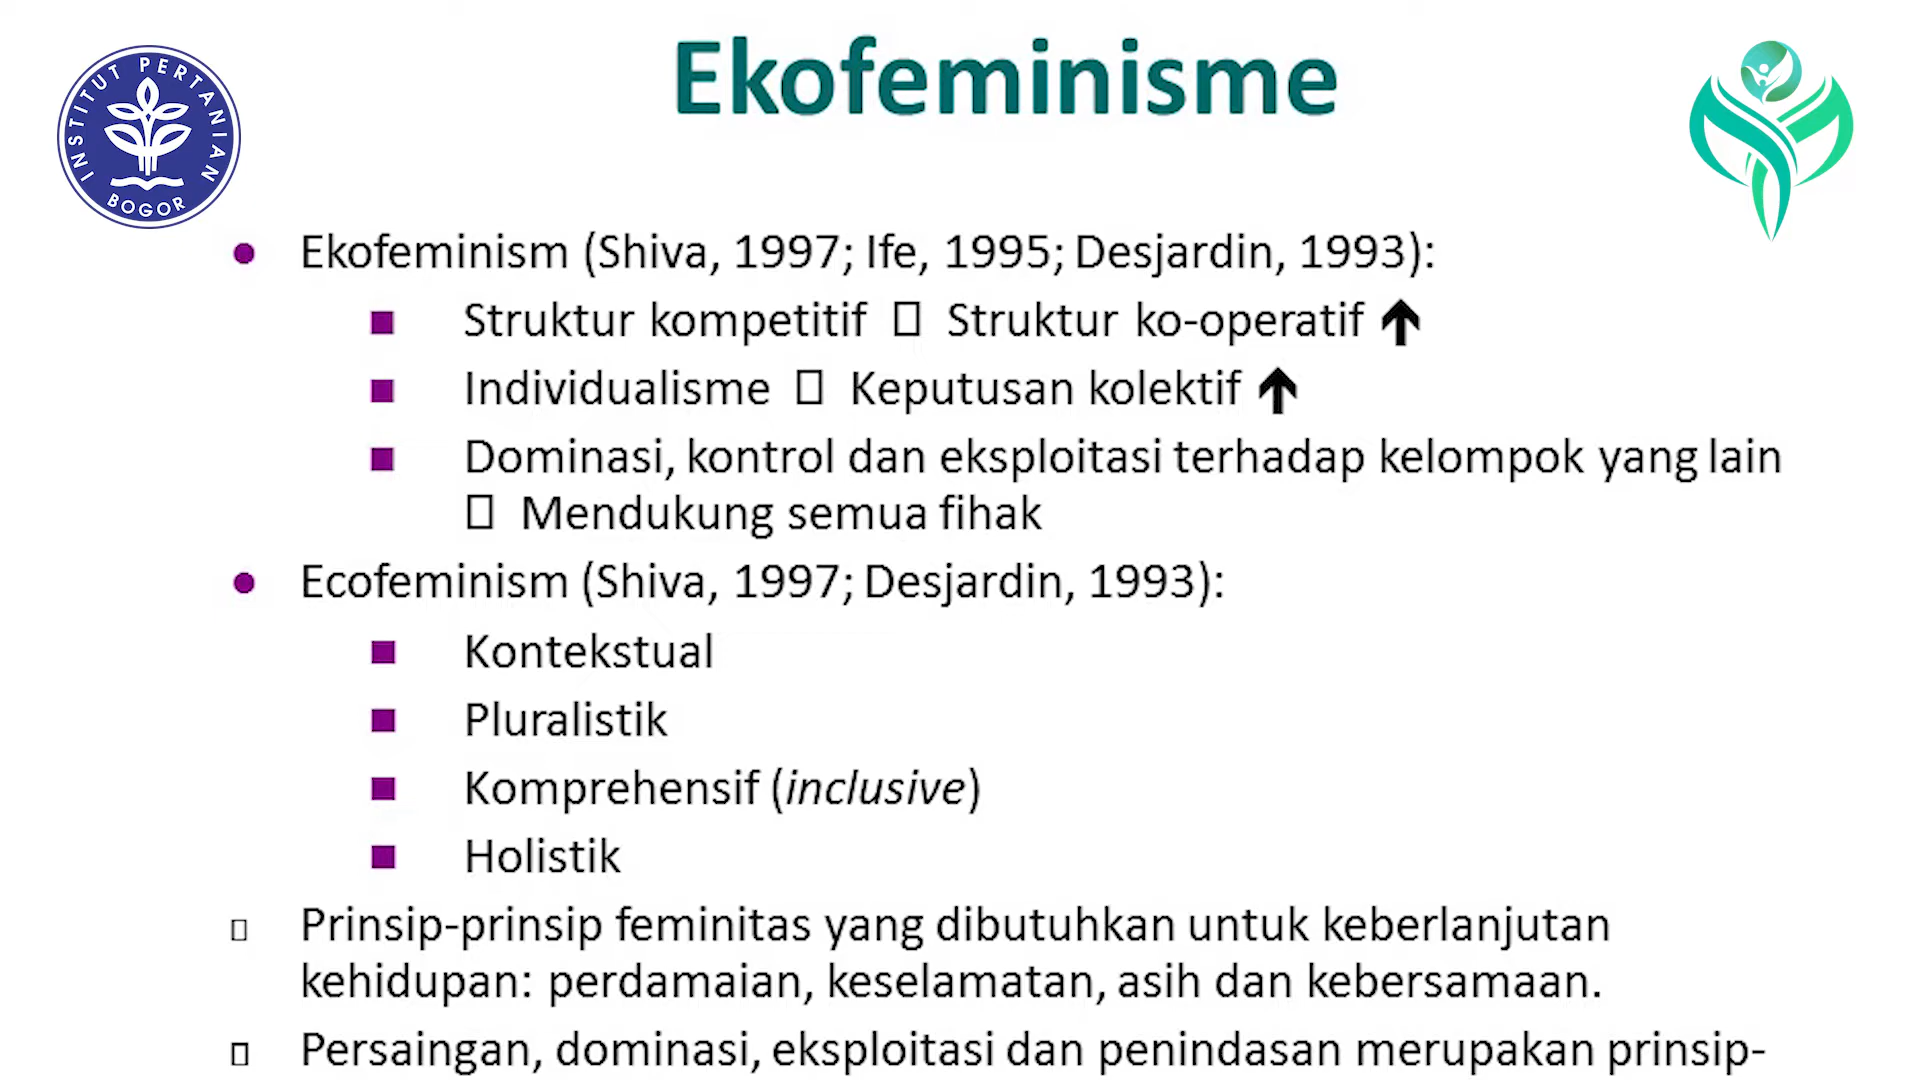 Ekofeminisme
INSTITUT PERTANIAN
BOGOR
● Ekofeminism (Shiva, 1997; Ife, 1995; Desjardin, 1993):
■ Struktur kompetitif □ Struktur ko-operatif ↑
■ Individualisme □ Keputusan kolektif ↑
■ Dominasi, kontrol dan eksploitasi terhadap kelompok yang lain
□ Mendukung semua fihak
● Ecofeminism (Shiva, 1997; Desjardin, 1993):
■ Kontekstual
■ Pluralistik
■ Komprehensif (inclusive)
■ Holistik
□ Prinsip-prinsip feminitas yang dibutuhkan untuk keberlanjutan
kehidupan: perdamaian, keselamatan, asih dan kebersamaan.
□ Persaingan, dominasi, eksploitasi dan penindasan merupakan prinsip-